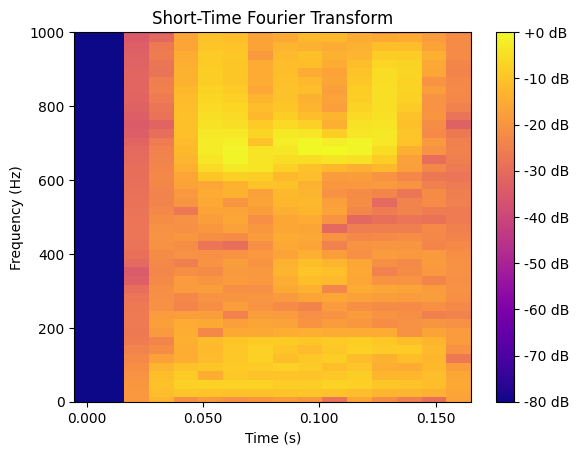 Short-Time Fourier Transform
1000
800
600
400
200
0
Frequency (Hz)
0.000
0.050
0.100
0.150
Time (s)
+0 dB
-10 dB
-20 dB
-30 dB
-40 dB
-50 dB
-60 dB
-70 dB
-80 dB